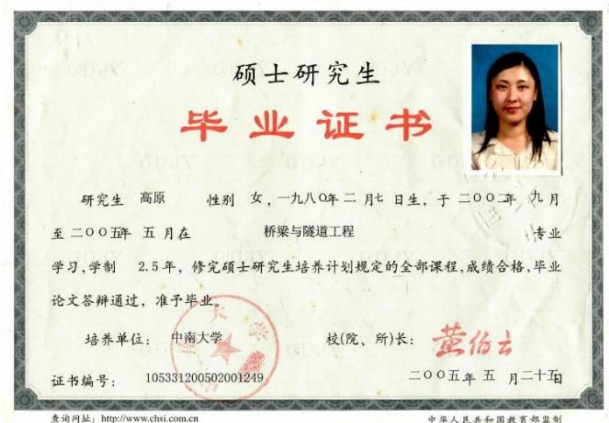 硕士研究生
毕业证书
研究生 高原 性别 女，一九八〇年 二 月七 日生，于 二〇〇二年 九月
至二〇〇五年 五 月在 桥梁与隧道工程 专业
学习，学制 2.5 年，修完硕士研究生培养计划规定的全部课程，成绩合格，毕业
论文答辩通过，准予毕业。
培养单位： 中南大学 校(院、所)长： 黄伯云
证书编号： 105331200502001249 二〇〇五年 五 月二十五日
查询网址：http://www.chsi.com.cn 中华人民共和国教育部监制